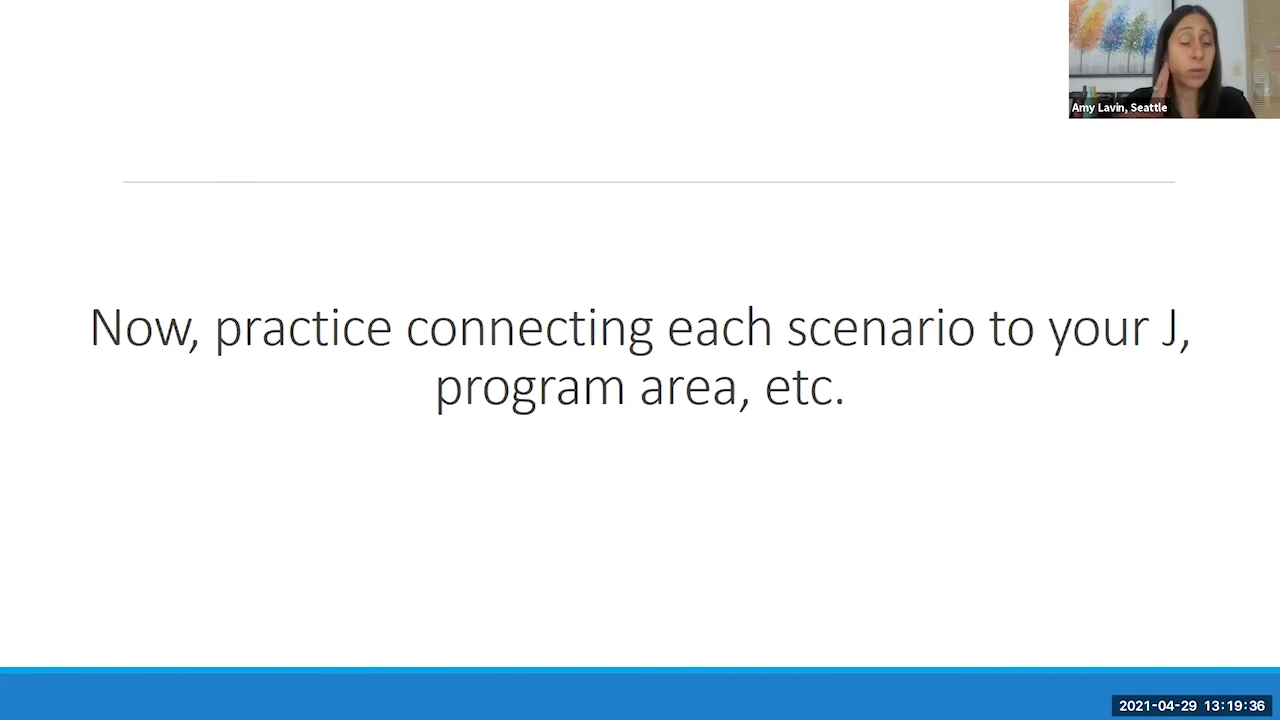 Amy Lavin, Seattle
Now, practice connecting each scenario to your J,
program area, etc.
2021-04-29 13:19:36